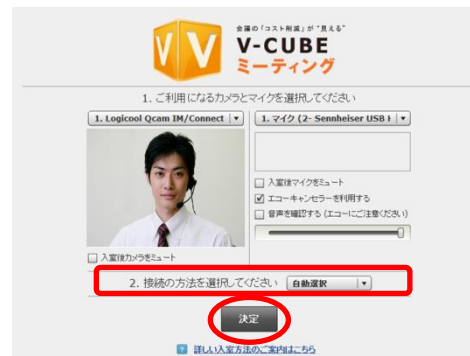 会議の「コスト削減」が"見える"
V-CUBE
ミーティング
1. ご利用になるカメラとマイクを選択してください
1. Logicool Qcam IM/Connect
1. マイク (2- Sennheiser USB H
入室後マイクをミュート
エコーキャンセラーを利用する
音声を確認する (エコーにご注意ください)
入室後カメラをミュート
2. 接続の方法を選択してください 自動選択
決定
? 詳しい入室方法のご案内はこちら